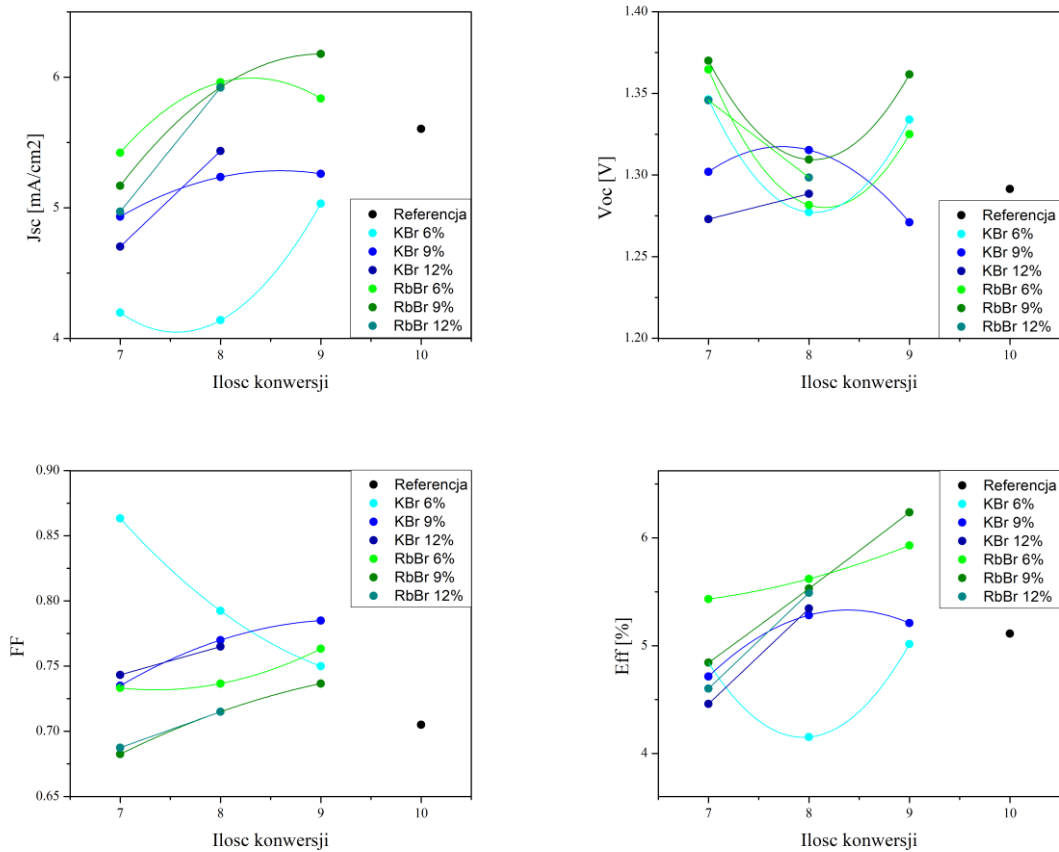 6
5
4
Jsc [mA/cm2]
7
8
9
10
Ilosc konwersji
Referencja
KBr 6%
KBr 9%
KBr 12%
RbBr 6%
RbBr 9%
RbBr 12%
1.40
1.35
1.30
1.25
1.20
Voc [V]
7
8
9
10
Ilosc konwersji
Referencja
KBr 6%
KBr 9%
KBr 12%
RbBr 6%
RbBr 9%
RbBr 12%
0.90
0.85
0.80
0.75
0.70
0.65
FF
7
8
9
10
Ilosc konwersji
Referencja
KBr 6%
KBr 9%
KBr 12%
RbBr 6%
RbBr 9%
RbBr 12%
6
5
4
Eff [%]
7
8
9
10
Ilosc konwersji
Referencja
KBr 6%
KBr 9%
KBr 12%
RbBr 6%
RbBr 9%
RbBr 12%